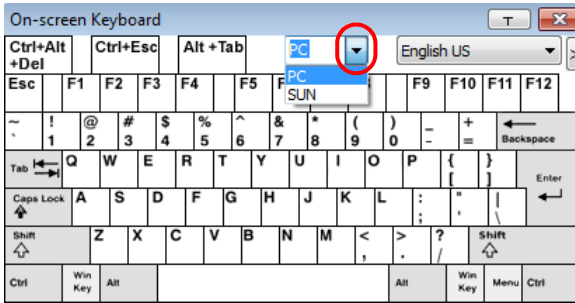 On-screen Keyboard
Ctrl+Alt +Del Ctrl+Esc Alt +Tab PC English US
PC
SUN
Esc F1 F2 F3 F4 F5 F9 F10 F11 F12
~ ! @ # $ % ^ & * ( ) _ +
` 1 2 3 4 5 6 7 8 9 0 - = Backspace
Tab Q W E R T Y U I O P { }
[ ] Enter
Caps Lock A S D F G H J K L : " |
; ' \
Shift Z X C V B N M < > ? Shift
, . /
Ctrl Win Key Alt Alt Win Key Menu Ctrl